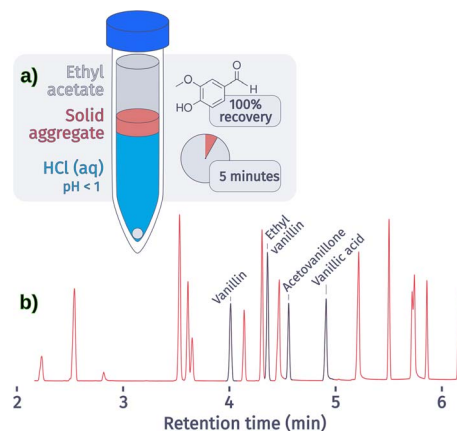 a)
Ethyl
acetate
Solid
aggregate
HCl (aq)
pH < 1
O
O
H
HO
100%
recovery
5 minutes
b)
Vanillin
Ethyl
vanillin
Acetovanillone
Vanillic acid
2 3 4 5 6
Retention time (min)